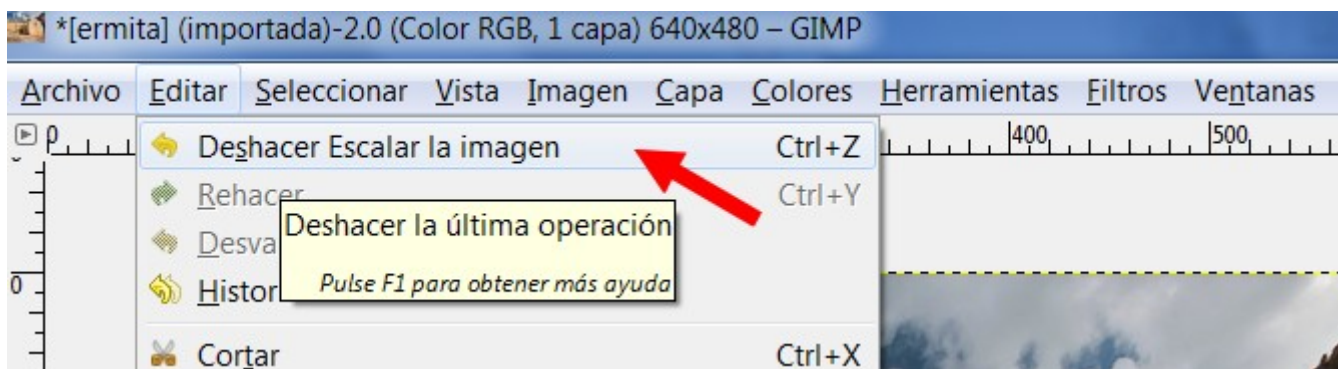 *[ermita] (importada)-2.0 (Color RGB, 1 capa) 640x480 – GIMP
Archivo Editar Seleccionar Vista Imagen Capa Colores Herramientas Filtros Ventanas
0 400 500
Deshacer Escalar la imagen Ctrl+Z
Rehacer Ctrl+Y
Deshacer la última operación
Pulse F1 para obtener más ayuda
0
Cortar Ctrl+X